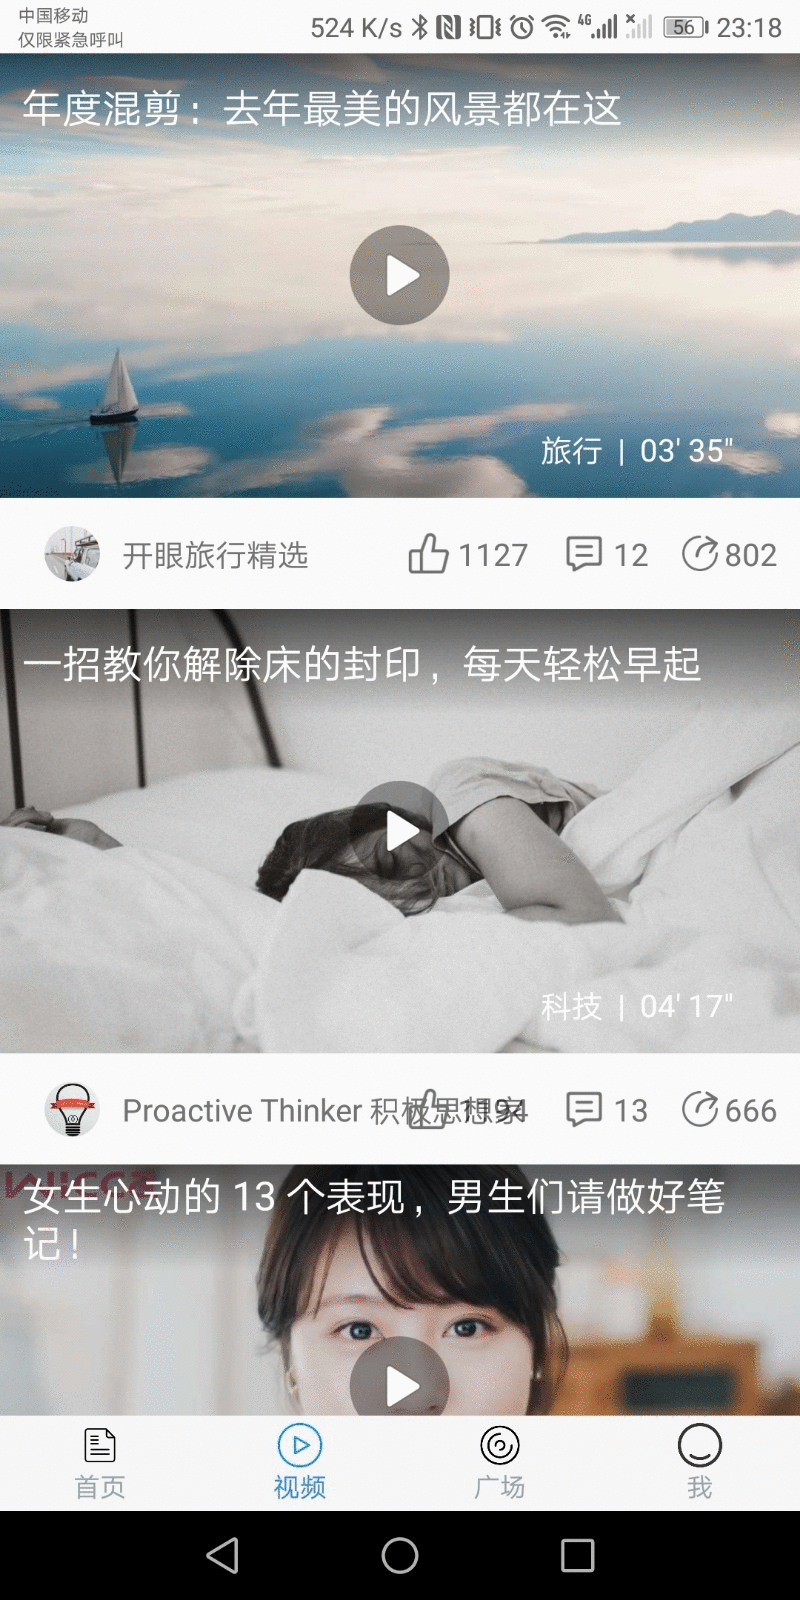 中国移动
仅限紧急呼叫
524 K/s 4G 56 23:18
年度混剪：去年最美的风景都在这
旅行 | 03' 35"
开眼旅行精选 1127 12 802
一招教你解除床的封印，每天轻松早起
科技 | 04' 17"
Proactive Thinker 积极思想家 1194 13 666
女生心动的 13 个表现，男生们请做好笔
记！
首页 视频 广场 我